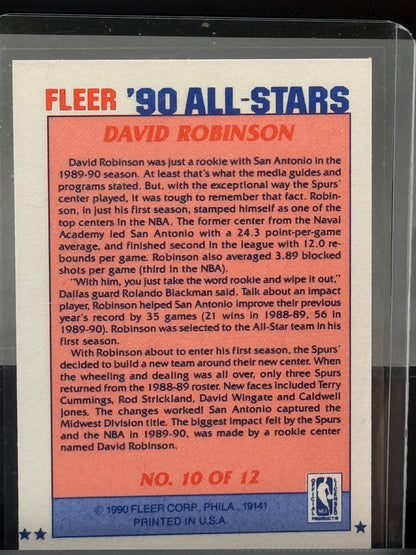 FLEER '90 ALL-STARS
DAVID ROBINSON
David Robinson was just a rookie with San Antonio in the
1989-90 season. At least that's what the media guides and
programs stated. But, with the exceptional way the Spurs'
center played, it was tough to remember that fact. Robin-
son, in just his first season, stamped himself as one of the
top centers in the NBA. The former center from the Naval
Academy led San Antonio with a 24.3 point-per-game
average, and finished second in the league with 12.0 re-
bounds per game. Robinson also averaged 3.89 blocked
shots per game (third in the NBA).
"With him, you just take the word rookie and wipe it out,"
Dallas guard Rolando Blackman said. Talk about an impact
player, Robinson helped San Antonio improve their previous
year's record by 35 games (21 wins in 1988-89, 56 in
1989-90). Robinson was selected to the All-Star team in his
first season.
With Robinson about to enter his first season, the Spurs'
decided to build a new team around their new center. When
the wheeling and dealing was all over, only three Spurs
returned from the 1988-89 roster. New faces included Terry
Cummings, Rod Strickland, David Wingate and Caldwell
Jones. The changes worked! San Antonio captured the
Midwest Division title. The biggest impact felt by the Spurs
and the NBA in 1989-90, was made by a rookie center
named David Robinson.
NO. 10 OF 12
© 1990 FLEER CORP., PHILA., 19141
PRINTED IN U.S.A.
OFFICIAL
LICENSED
NBA
PRODUCTS